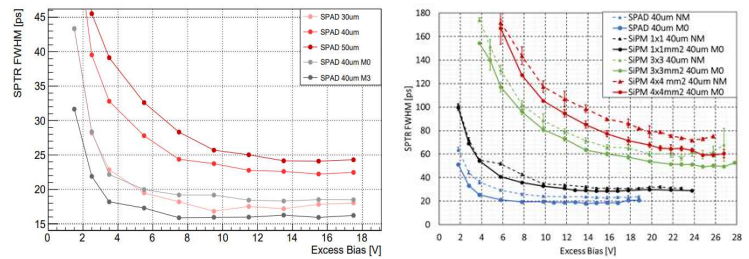 SPTR FWHM [ps]
45
40
35
30
25
20
15
0 2 4 6 8 10 12 14 16 18
Excess Bias [V]
SPAD 30um
SPAD 40um
SPAD 50um
SPAD 40um M0
SPAD 40um M3
SPTR FWHM [ps]
180
160
140
120
100
80
60
40
20
0
0 2 4 6 8 10 12 14 16 18 20 22 24 26 28
Excess Bias [V]
SPAD 40um NM
SPAD 40um M0
SiPM 1x1 40um NM
SiPM 1x1mm2 40um M0
SiPM 3x3 40um NM
SiPM 3x3mm2 40um M0
SiPM 4x4 mm2 40um NM
SiPM 4x4mm2 40um M0